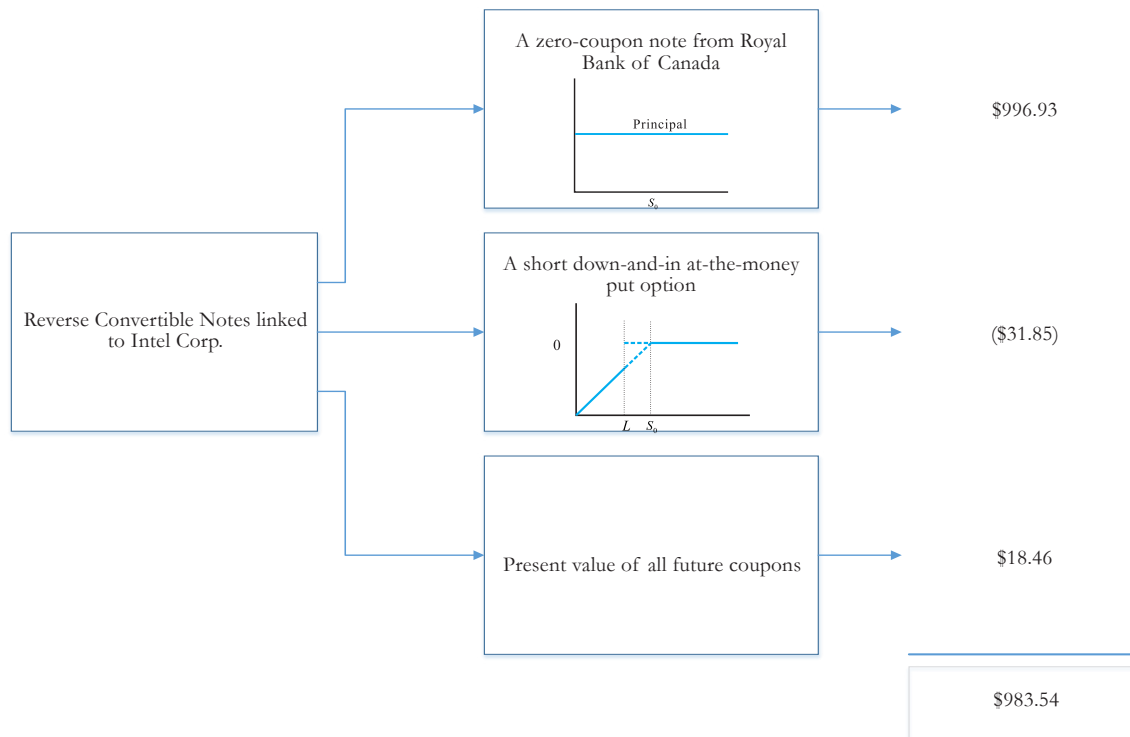 A zero-coupon note from Royal
Bank of Canada
Principal
S₀
$996.93
Reverse Convertible Notes linked
to Intel Corp.
A short down-and-in at-the-money
put option
0
L S₀
($31.85)
Present value of all future coupons
$18.46
$983.54